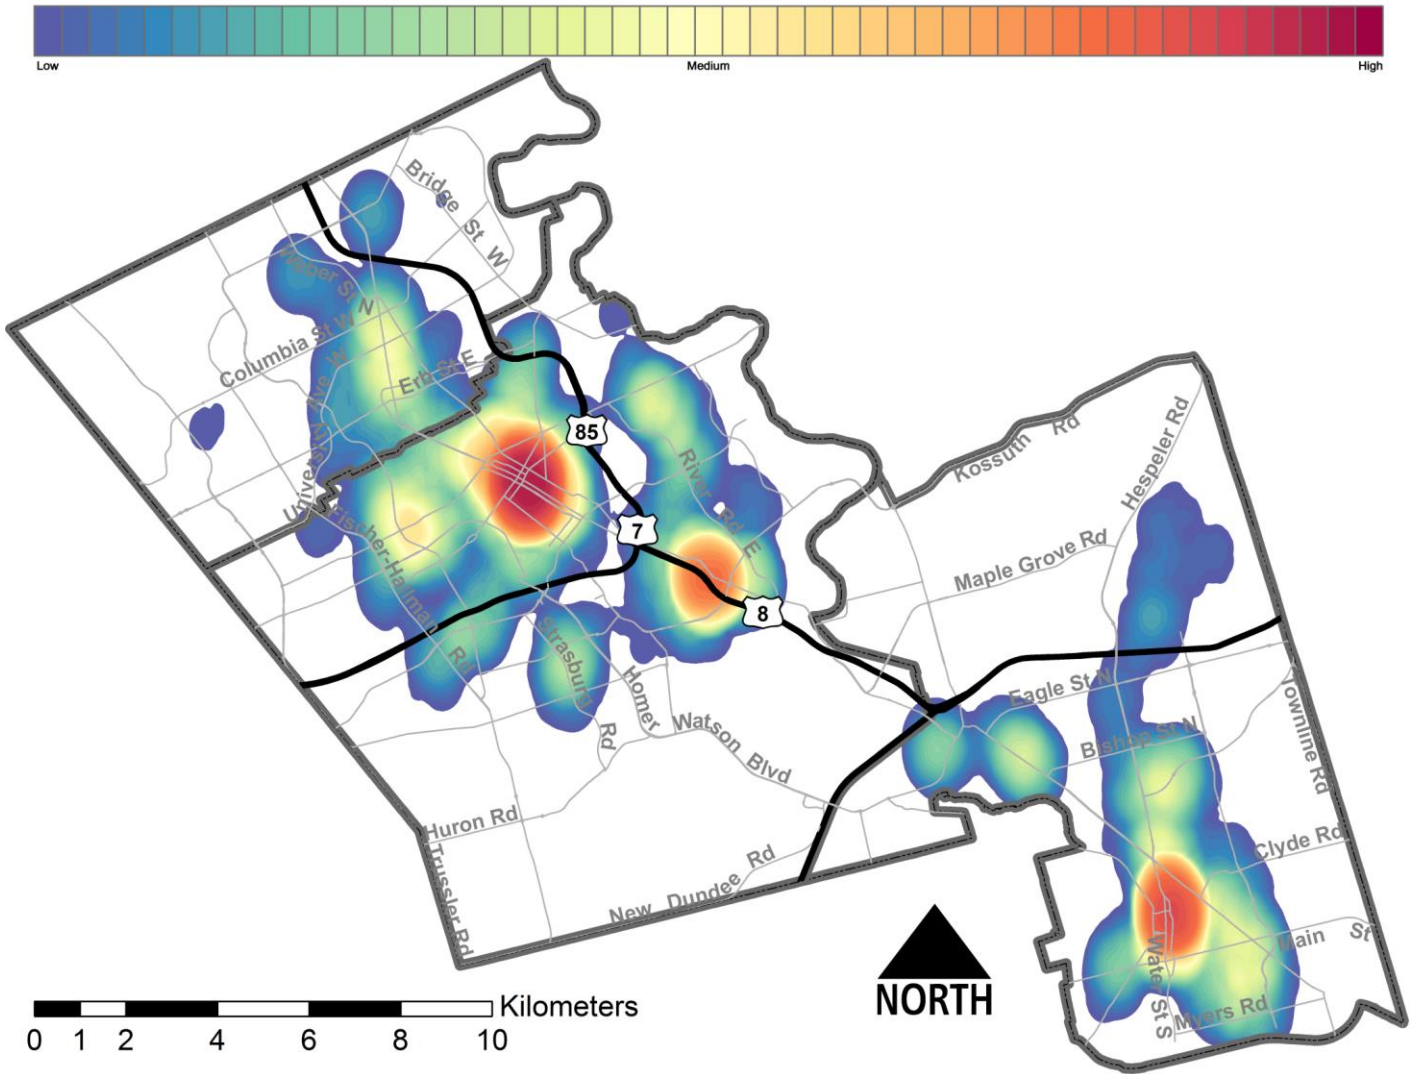 Low Medium High
Bridge St W
Weber St N
Columbia St W
Erb St E
University Ave W
85
Fischer-Hallman Rd
River Rd E
7
8
Kossuth Rd
Hespeler Rd
Maple Grove Rd
Strasburg Rd
Homer Watson Blvd
Eagle St N
Bishop St N
Townline Rd
Huron Rd
Trussler Rd
New Dundee Rd
Clyde Rd
Main St
Water St S
Myers Rd
NORTH
Kilometers
0 1 2 4 6 8 10